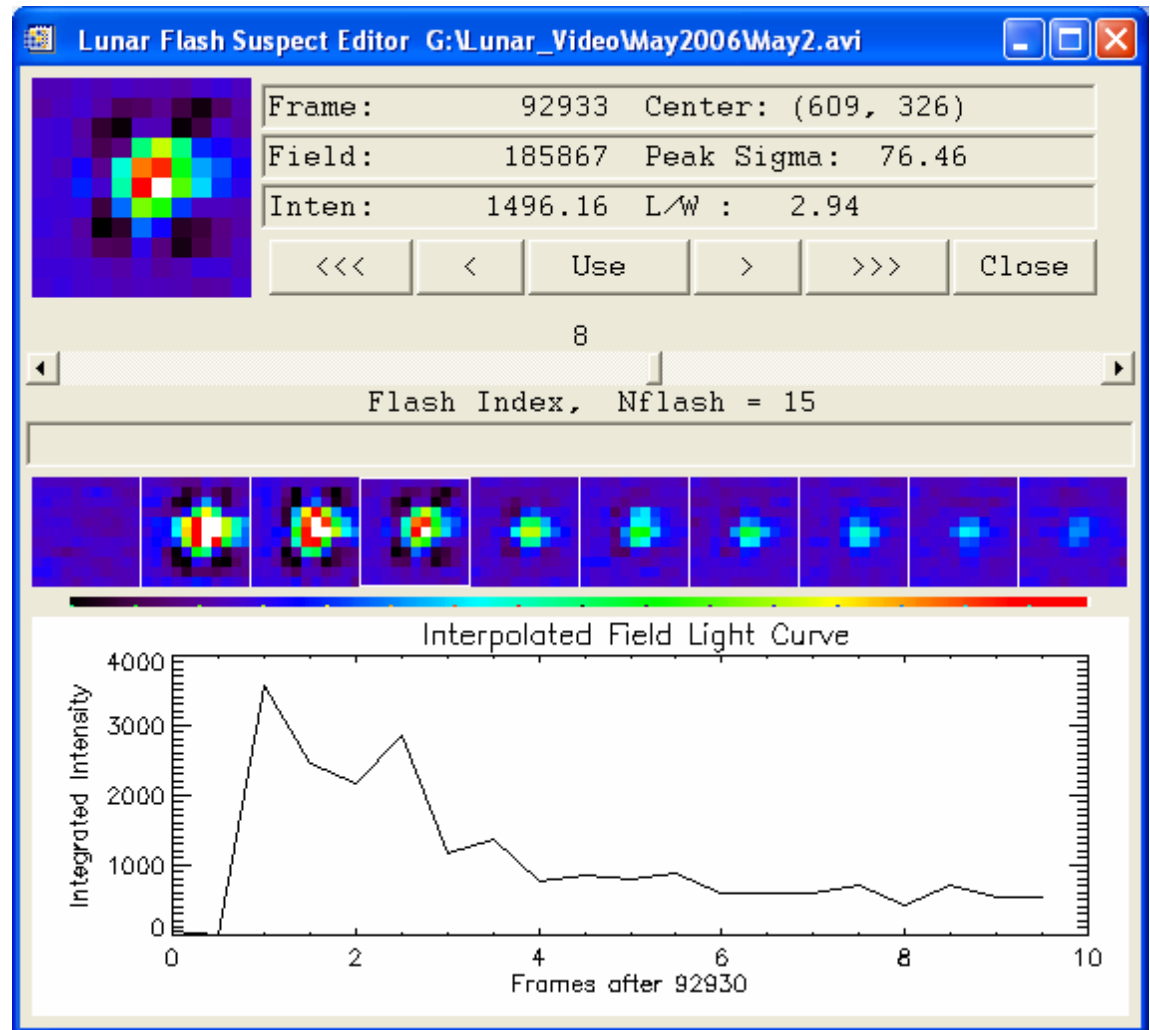 Lunar Flash Suspect Editor G:\Lunar_Video\May2006\May2.avi
Frame: 92933 Center: (609, 326)
Field: 185867 Peak Sigma: 76.46
Inten: 1496.16 L/W : 2.94
<<< < Use > >>> Close
8
Flash Index, Nflash = 15
Interpolated Field Light Curve
4000
3000
2000
1000
0
Integrated Intensity
0 2 4 6 8 10
Frames after 92930